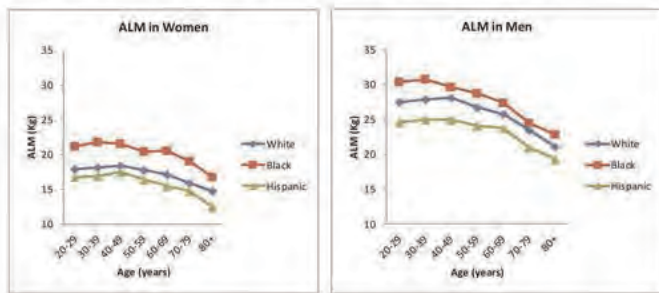 ALM in Women
35
30
25
20
15
10
ALM (Kg)
20-29
30-39
40-49
50-59
60-69
70-79
80+
Age (years)
White
Black
Hispanic
ALM in Men
35
30
25
20
15
10
ALM (Kg)
20-29
30-39
40-49
50-59
60-69
70-79
80+
Age (years)
White
Black
Hispanic